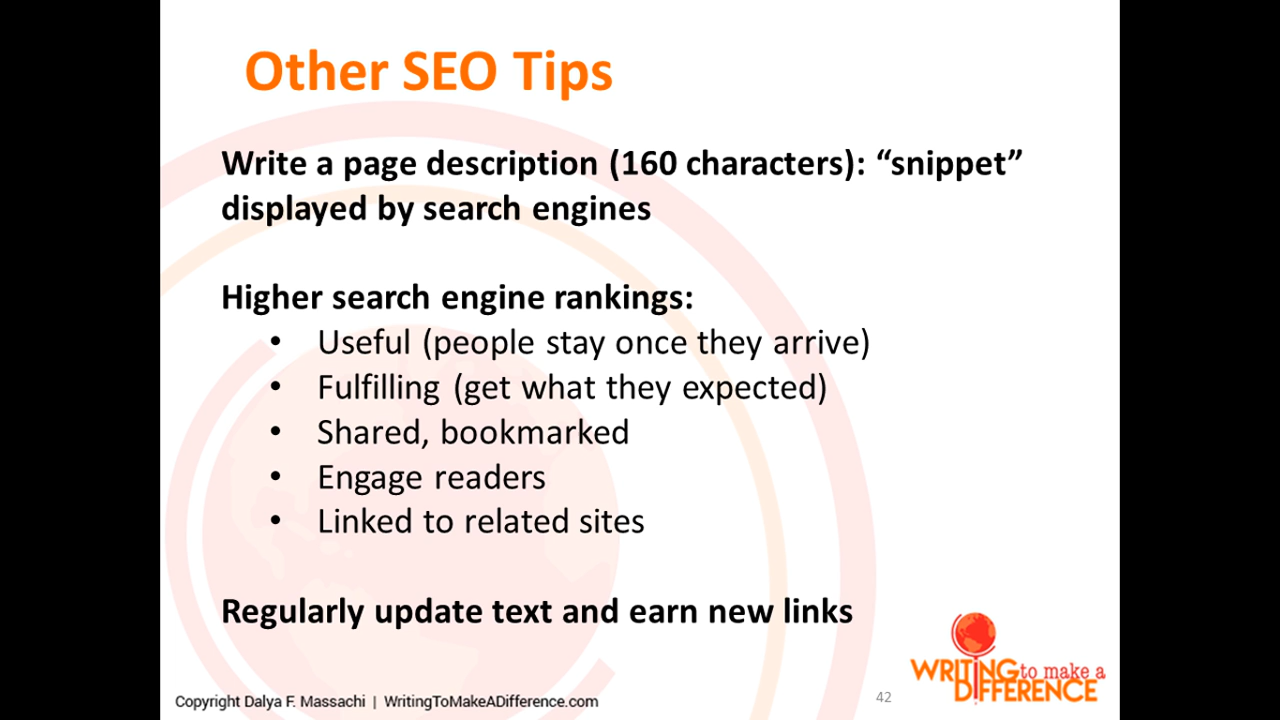 Other SEO Tips
Write a page description (160 characters): “snippet”
displayed by search engines
Higher search engine rankings:
• Useful (people stay once they arrive)
• Fulfilling (get what they expected)
• Shared, bookmarked
• Engage readers
• Linked to related sites
Regularly update text and earn new links
WRITING to make a
DIFFERENCE
Copyright Dalya F. Massachi | WritingToMakeADifference.com
42